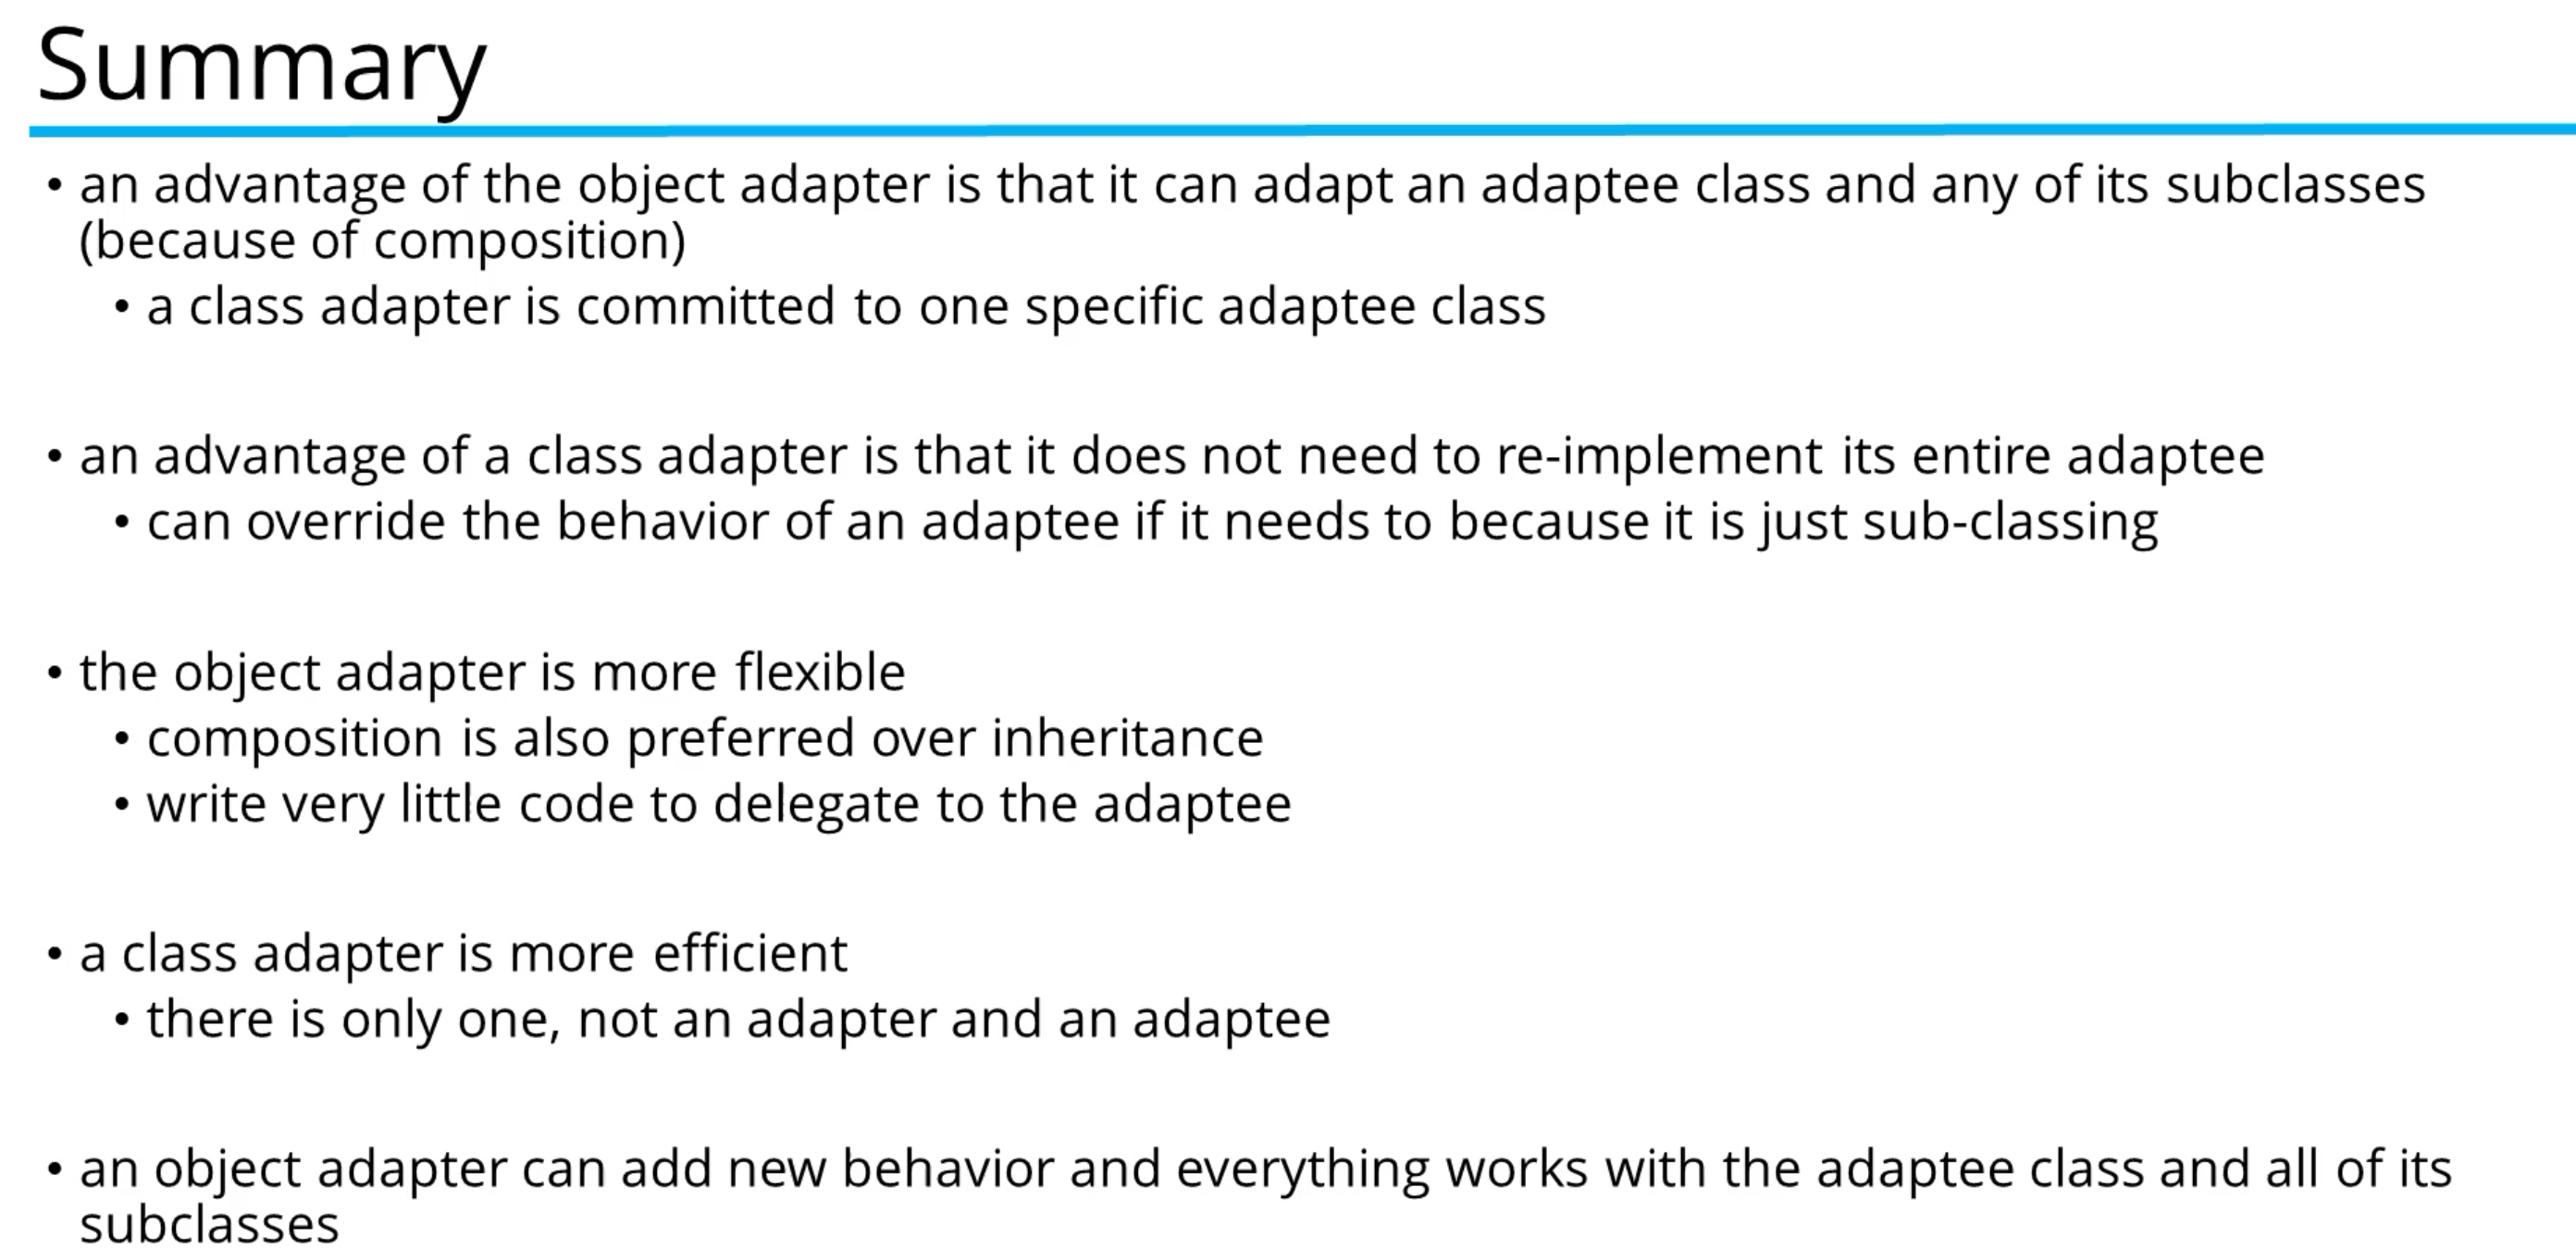 Summary
• an advantage of the object adapter is that it can adapt an adaptee class and any of its subclasses
(because of composition)
• a class adapter is committed to one specific adaptee class
• an advantage of a class adapter is that it does not need to re-implement its entire adaptee
• can override the behavior of an adaptee if it needs to because it is just sub-classing
• the object adapter is more flexible
• composition is also preferred over inheritance
• write very little code to delegate to the adaptee
• a class adapter is more efficient
• there is only one, not an adapter and an adaptee
• an object adapter can add new behavior and everything works with the adaptee class and all of its
subclasses